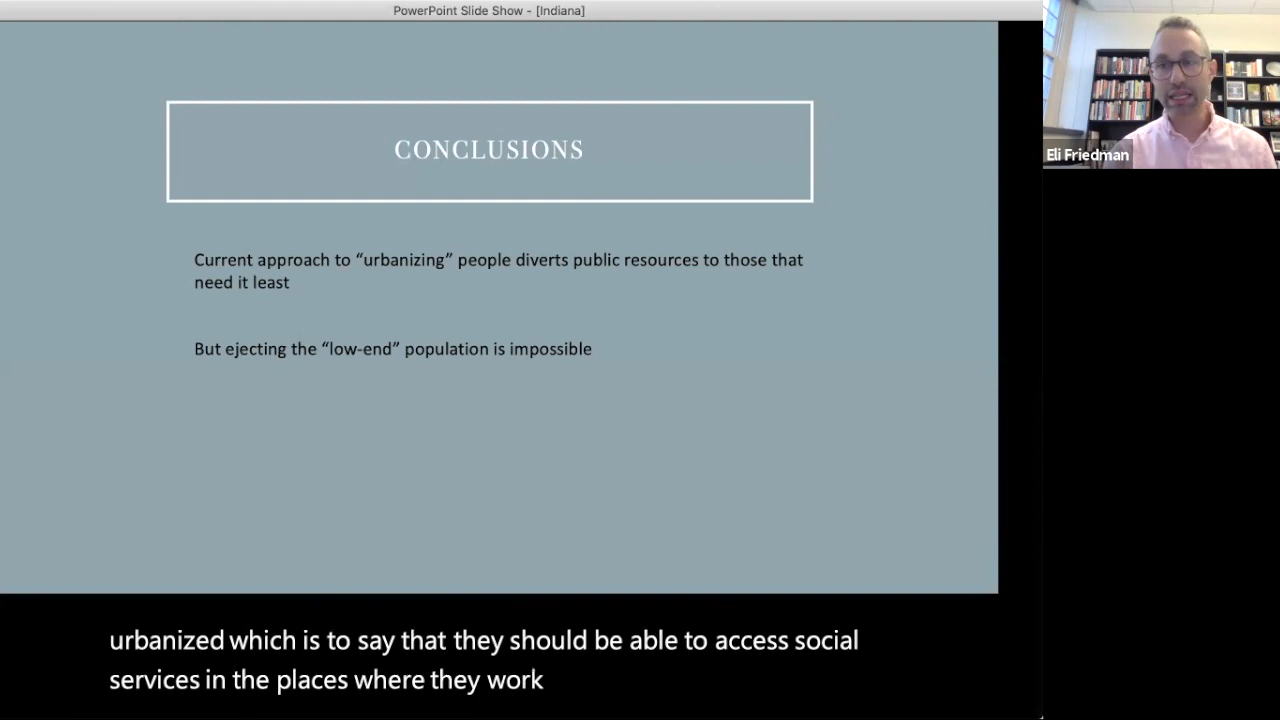 PowerPoint Slide Show - [Indiana]
CONCLUSIONS
Current approach to “urbanizing” people diverts public resources to those that
need it least
But ejecting the “low-end” population is impossible
Eli Friedman
urbanized which is to say that they should be able to access social
services in the places where they work